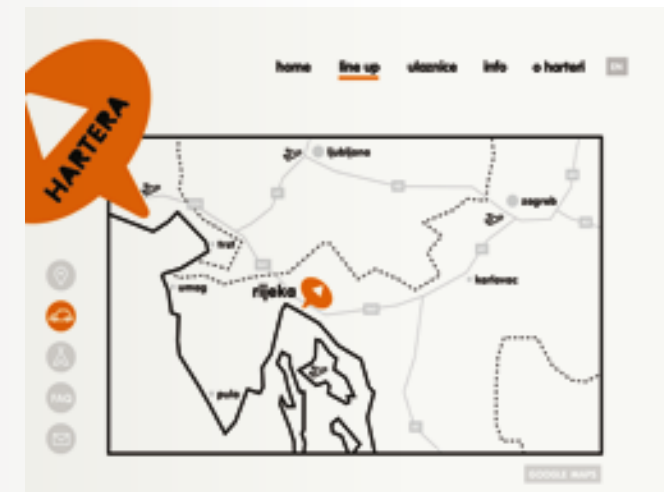 HARTERA
home line up ulaznice info o harteri EN
ljubljana
zagreb
trst
karlovac
umag
rijeka
pula
FAQ
GOOGLE MAPS